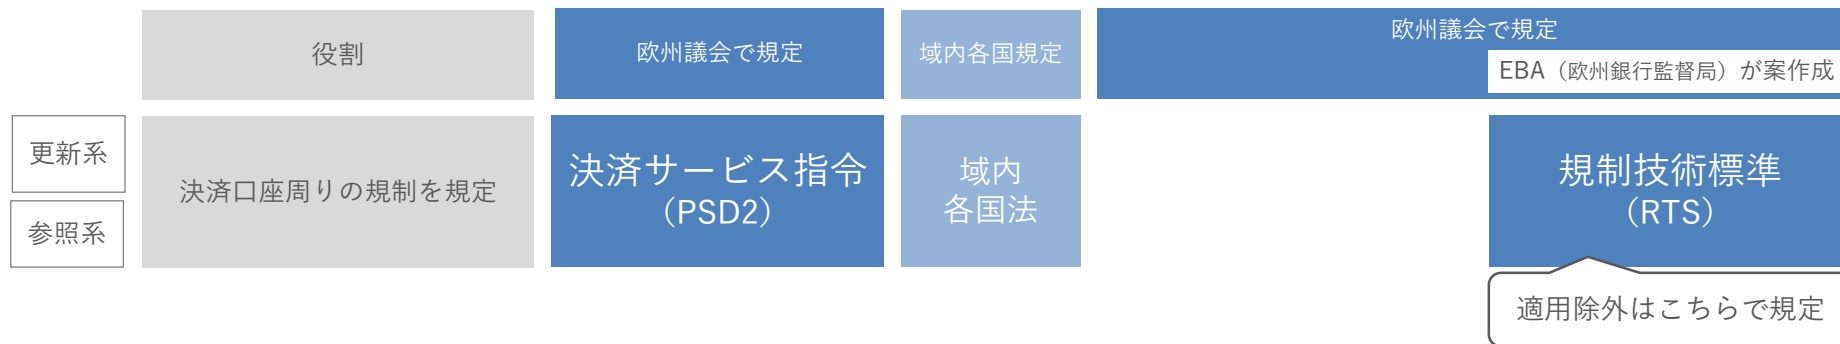 役割
欧州議会で規定
域内各国規定
欧州議会で規定
EBA（欧州銀行監督局）が案作成
更新系
参照系
決済口座周りの規制を規定
決済サービス指令
（PSD2）
域内
各国法
規制技術標準
（RTS）
適用除外はこちらで規定